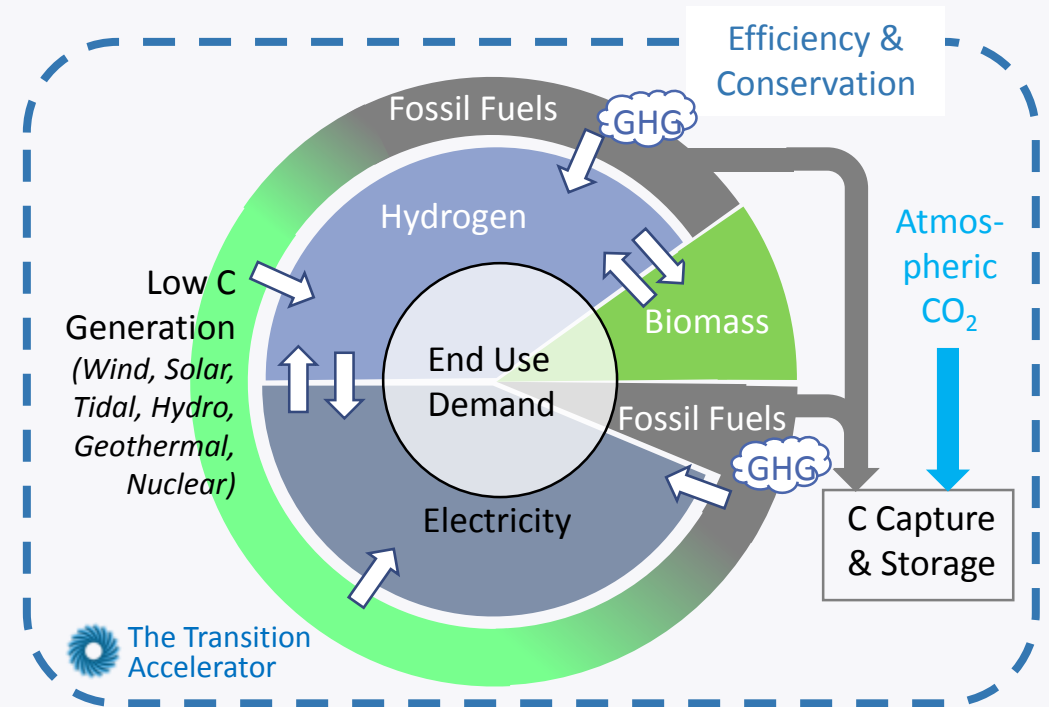 Efficiency &
Conservation
Fossil Fuels
GHG
Hydrogen
Atmos-
pheric
CO₂
Low C
Generation
(Wind, Solar,
Tidal, Hydro,
Geothermal,
Nuclear)
Biomass
End Use
Demand
Fossil Fuels
GHG
Electricity
C Capture
& Storage
The Transition
Accelerator